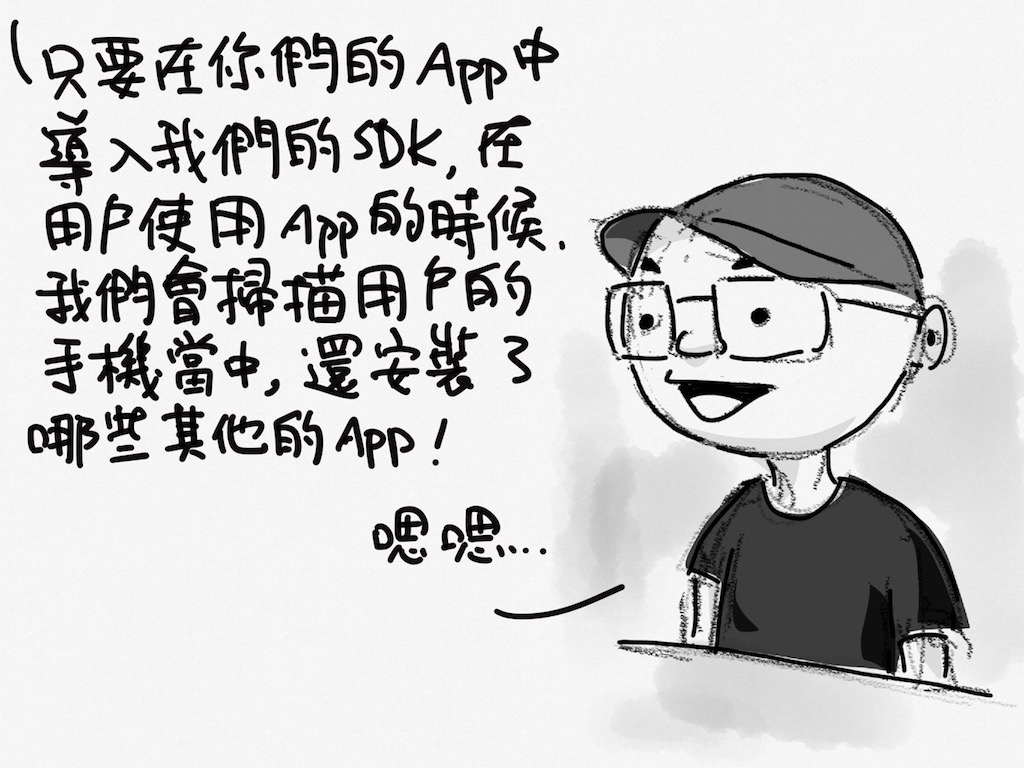 只要在你們的App中
導入我們的SDK,在
用戶使用App的時候、
我們會掃描用戶的
手機當中,還安裝了
哪些其他的App!
嗯嗯...